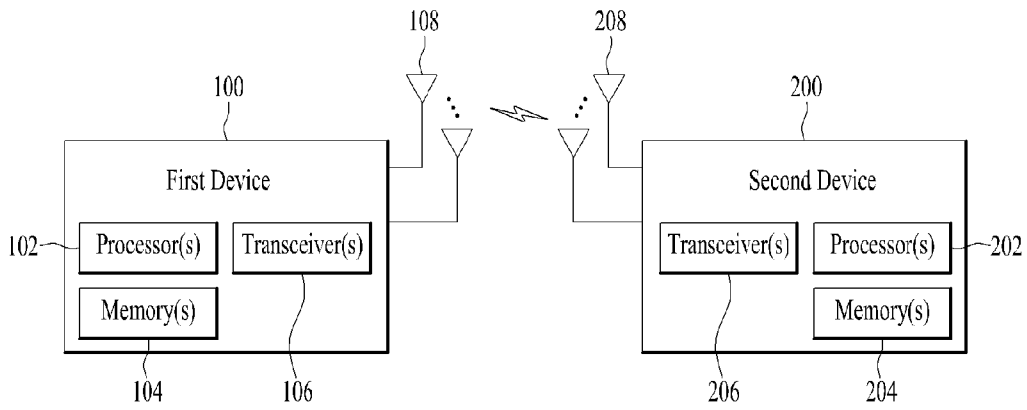 108
208
100
200
First Device
Second Device
102
Processor(s)
Transceiver(s)
Transceiver(s)
Processor(s)
202
Memory(s)
Memory(s)
104
106
206
204